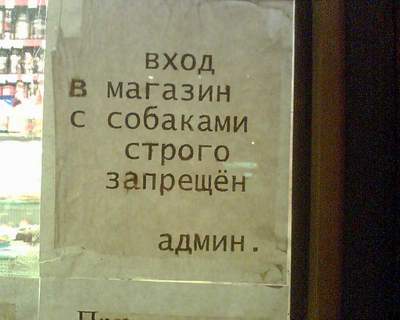 вход
в магазин
с собаками
строго
запрещён
админ.